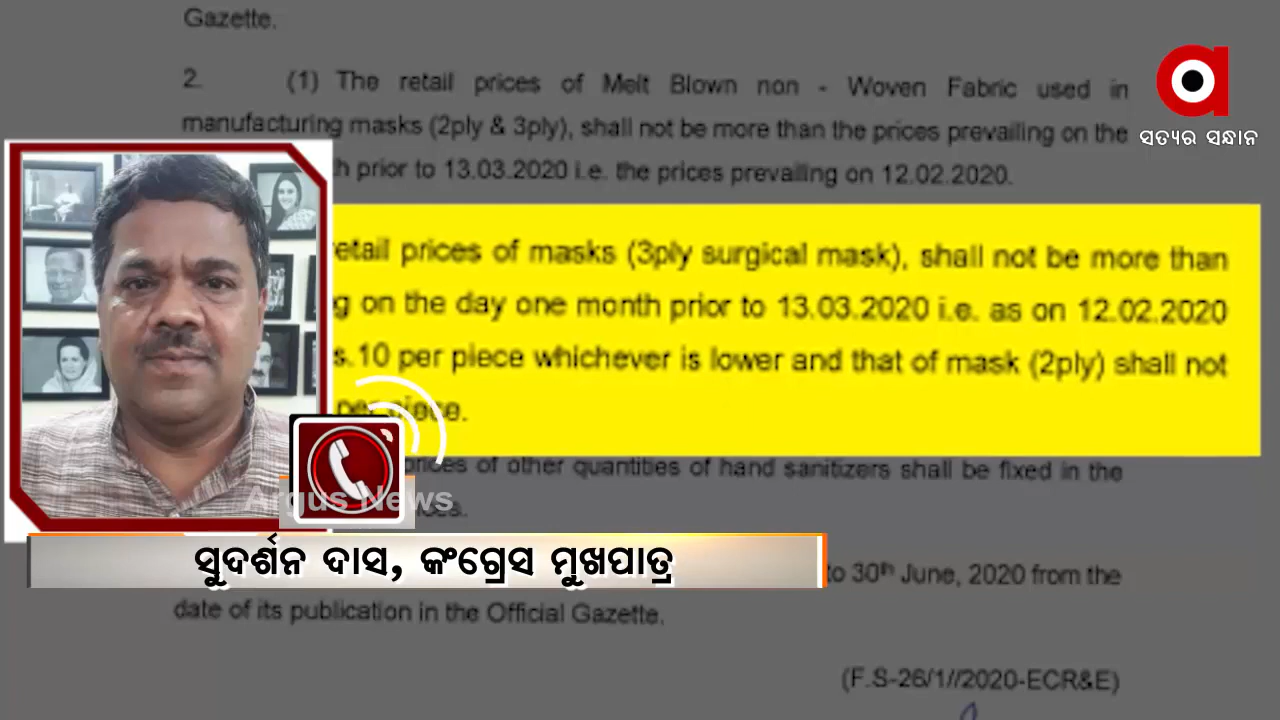 Gazette.
2. (1) The retail prices of Melt Blown non - Woven Fabric used in
manufacturing masks (2ply & 3ply), shall not be more than the prices prevailing on the
prior to 13.03.2020 i.e. the prices prevailing on 12.02.2020.
ସତ୍ୟର ସନ୍ଧାନ
retail prices of masks (3ply surgical mask), shall not be more than
on the day one month prior to 13.03.2020 i.e. as on 12.02.2020
10 per piece whichever is lower and that of mask (2ply) shall not
per piece.
prices of other quantities of hand sanitizers shall be fixed in the
Argus News
ସୁଦର୍ଶନ ଦାସ, କଂଗ୍ରେସ ମୁଖପାତ୍ର
to 30th June, 2020 from the
date of its publication in the Official Gazette.
(F.S-26/1//2020-ECR&E)